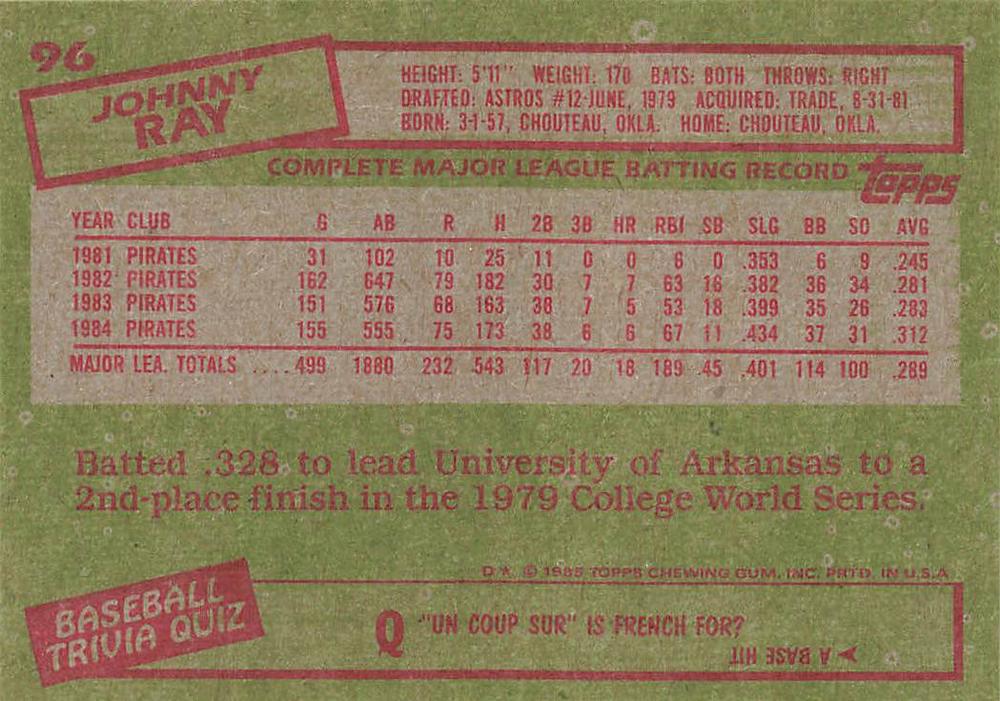 96
JOHNNY
RAY
HEIGHT: 5'11" WEIGHT: 170 BATS: BOTH THROWS: RIGHT
DRAFTED: ASTROS #12-JUNE, 1979 ACQUIRED: TRADE, 8-31-81
BORN: 3-1-57, CHOUTEAU, OKLA. HOME: CHOUTEAU, OKLA.
COMPLETE MAJOR LEAGUE BATTING RECORD topps
YEAR CLUB G AB R H 2B 3B HR RBI SB SLG BB SO AVG
1981 PIRATES 31 102 10 25 11 0 0 6 0 .353 6 9 .245
1982 PIRATES 162 647 79 182 30 7 7 63 16 .382 36 34 .281
1983 PIRATES 151 576 68 163 38 7 5 53 18 .399 35 26 .283
1984 PIRATES 155 555 75 173 38 6 6 67 11 .434 37 31 .312
MAJOR LEA. TOTALS ....499 1880 232 543 117 20 18 189 45 .401 114 100 .289
Batted .328 to lead University of Arkansas to a
2nd-place finish in the 1979 College World Series.
D★ © 1985 TOPPS CHEWING GUM, INC. PRTD. IN U.S.A.
BASEBALL
TRIVIA QUIZ
Q "UN COUP SUR" IS FRENCH FOR?
A BASE HIT